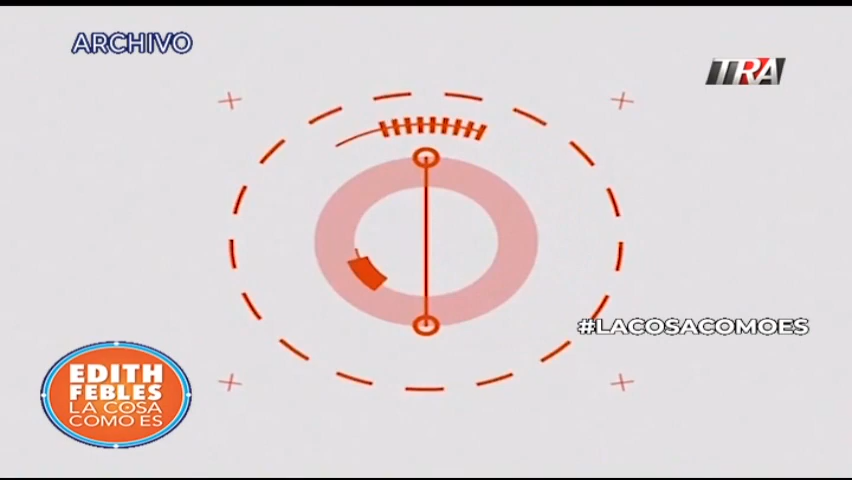 ARCHIVO
TRA
#LACOSACOMOES
EDITH
FEBLES
LA COSA
COMO ES